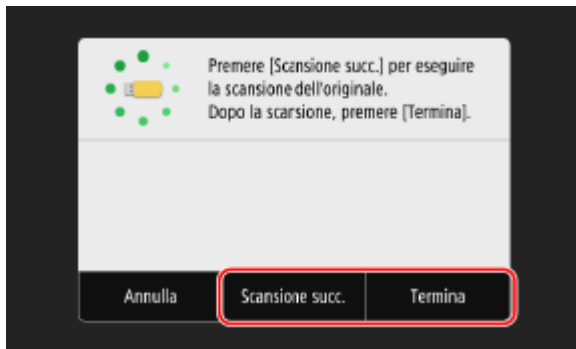 Premere [Scansione succ.] per eseguire
la scansione dell'originale.
Dopo la scarsione, premere [Termina].
Annulla
Scansione succ.
Termina